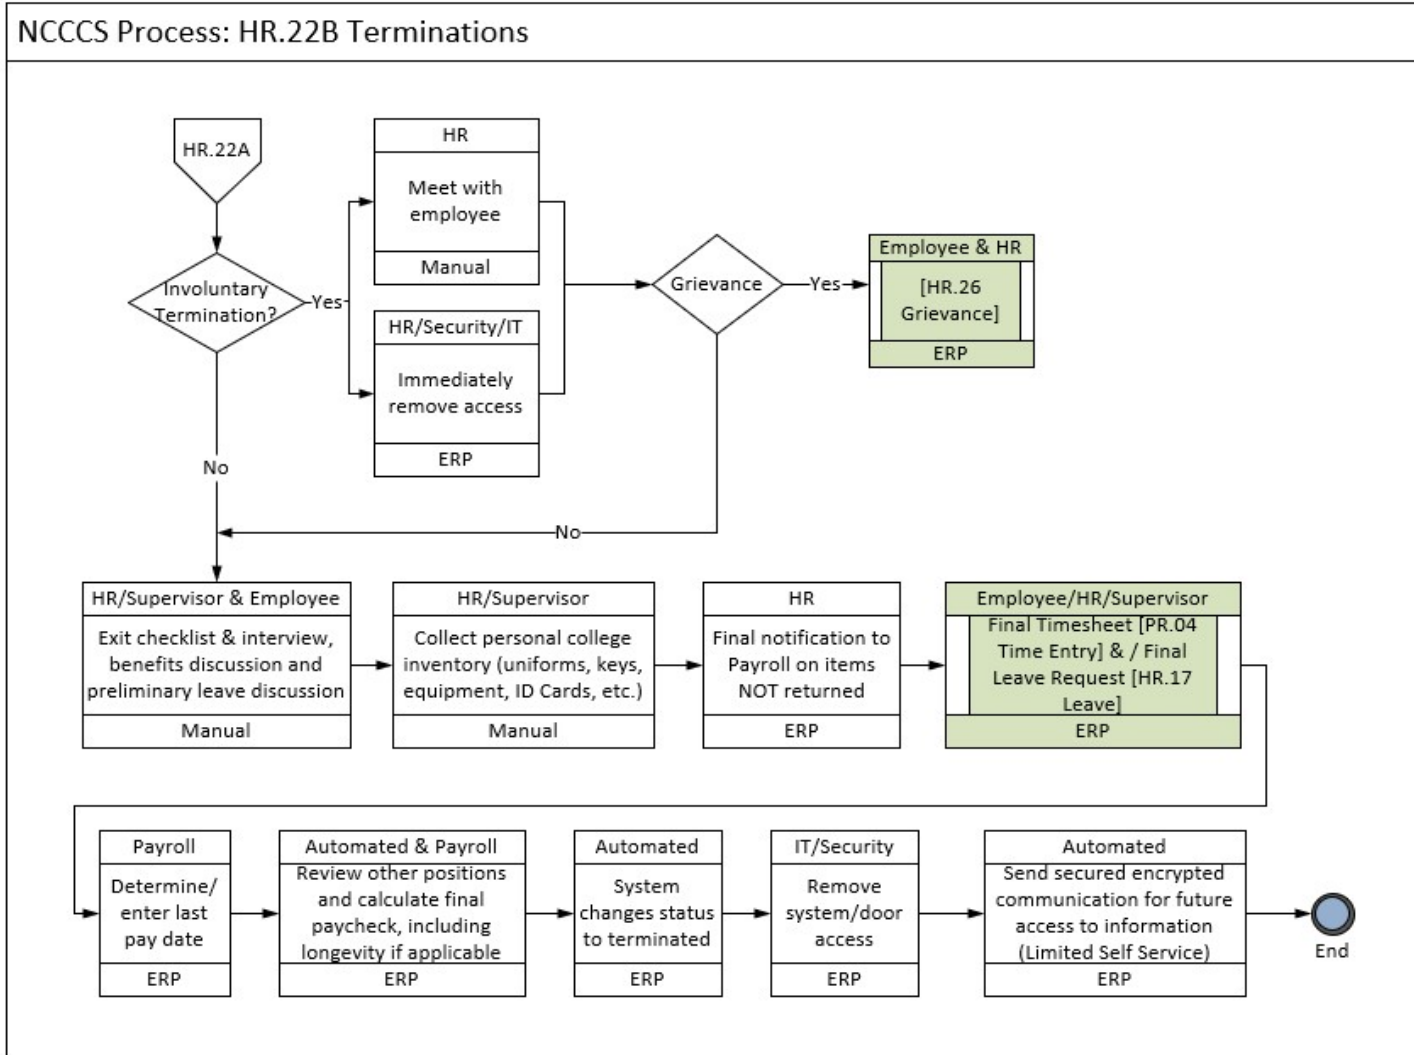 NCCCS Process: HR.22B Terminations
HR.22A
Involuntary
Termination?
Yes
HR
Meet with
employee
Manual
HR/Security/IT
Immediately
remove access
ERP
Grievance
Yes
Employee & HR
[HR.26
Grievance]
ERP
No
No
HR/Supervisor & Employee
Exit checklist & interview,
benefits discussion and
preliminary leave discussion
Manual
HR/Supervisor
Collect personal college
inventory (uniforms, keys,
equipment, ID Cards, etc.)
Manual
HR
Final notification to
Payroll on items
NOT returned
ERP
Employee/HR/Supervisor
Final Timesheet [PR.04
Time Entry] & / Final
Leave Request [HR.17
Leave]
ERP
Payroll
Determine/
enter last
pay date
ERP
Automated & Payroll
Review other positions
and calculate final
paycheck, including
longevity if applicable
ERP
Automated
System
changes status
to terminated
ERP
IT/Security
Remove
system/door
access
ERP
Automated
Send secured encrypted
communication for future
access to information
(Limited Self Service)
ERP
End